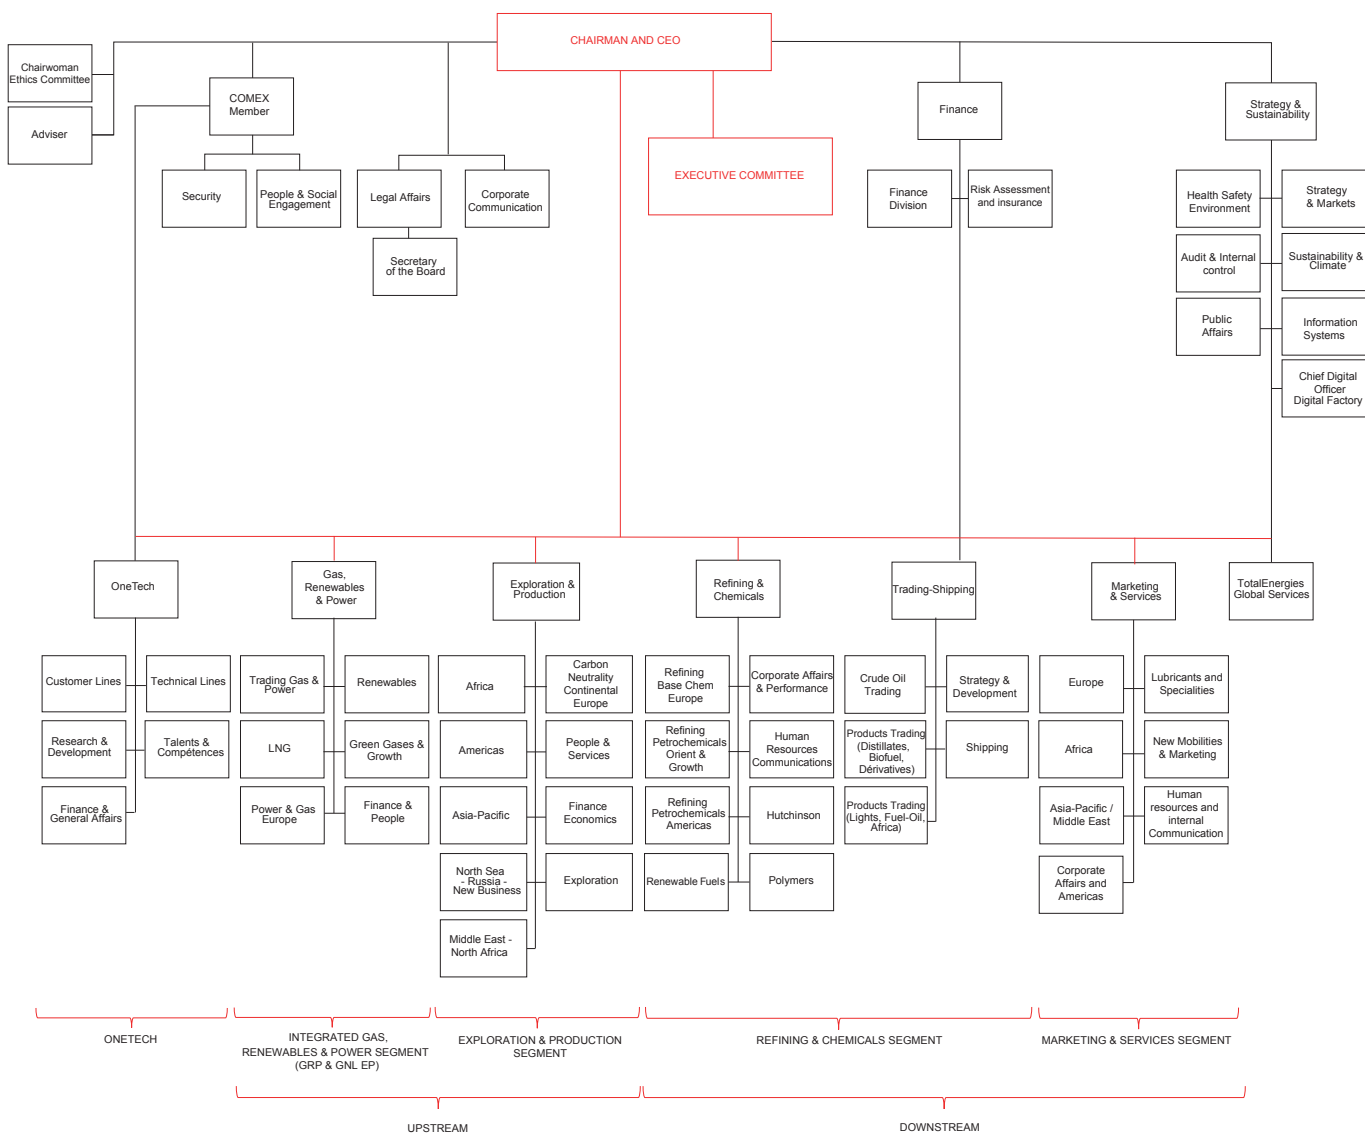 CHAIRMAN AND CEO
Chairwoman
Ethics Committee
Adviser
COMEX
Member
Security
People & Social
Engagement
Legal Affairs
Corporate
Communication
Secretary
of the Board
EXECUTIVE COMMITTEE
Finance
Finance
Division
Risk Assessment
and insurance
Strategy &
Sustainability
Health Safety
Environment
Strategy
& Markets
Audit & Internal
control
Sustainability &
Climate
Public
Affairs
Information
Systems
Chief Digital
Officer
Digital Factory
OneTech
Customer Lines
Technical Lines
Research &
Development
Talents &
Compétences
Finance &
General Affairs
Gas,
Renewables
& Power
Trading Gas &
Power
Renewables
LNG
Green Gases &
Growth
Power & Gas
Europe
Finance &
People
Exploration &
Production
Africa
Carbon
Neutrality
Continental
Europe
Americas
People &
Services
Asia-Pacific
Finance
Economics
North Sea
- Russia -
New Business
Exploration
Middle East -
North Africa
Refining &
Chemicals
Refining
Base Chem
Europe
Corporate Affairs
& Performance
Refining
Petrochemicals
Orient &
Growth
Human
Resources
Communications
Refining
Petrochemicals
Americas
Hutchinson
Renewable Fuels
Polymers
Trading-Shipping
Crude Oil
Trading
Strategy &
Development
Products Trading
(Distillates,
Biofuel,
Dérivatives)
Shipping
Products Trading
(Lights, Fuel-Oil,
Africa)
Marketing
& Services
Europe
Lubricants and
Specialities
Africa
New Mobilities
& Marketing
Asia-Pacific /
Middle East
Human
resources and
internal
Communication
Corporate
Affairs and
Americas
TotalEnergies
Global Services
ONETECH
INTEGRATED GAS,
RENEWABLES & POWER SEGMENT
(GRP & GNL EP)
EXPLORATION & PRODUCTION
SEGMENT
REFINING & CHEMICALS SEGMENT
MARKETING & SERVICES SEGMENT
UPSTREAM
DOWNSTREAM